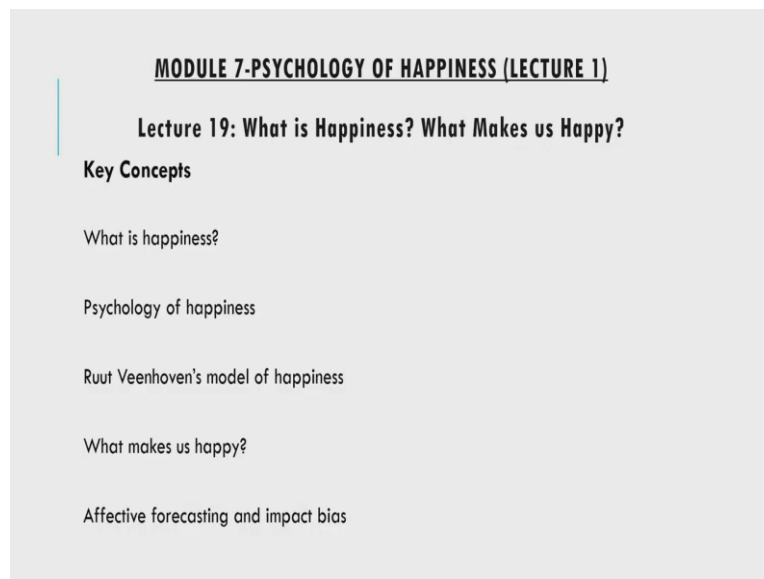 MODULE 7-PSYCHOLOGY OF HAPPINESS (LECTURE 1)
Lecture 19: What is Happiness? What Makes us Happy?
Key Concepts
What is happiness?
Psychology of happiness
Ruut Veenhoven's model of happiness
What makes us happy?
Affective forecasting and impact bias